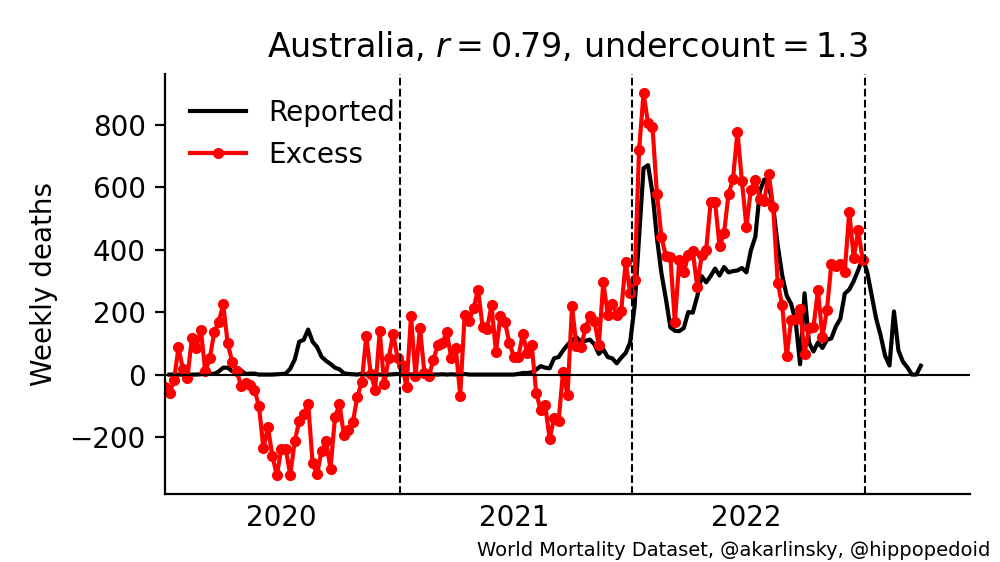 Australia, r = 0.79, undercount = 1.3
Reported
Excess
Weekly deaths
800
600
400
200
0
−200
2020 2021 2022
World Mortality Dataset, @akarlinsky, @hippopedoid